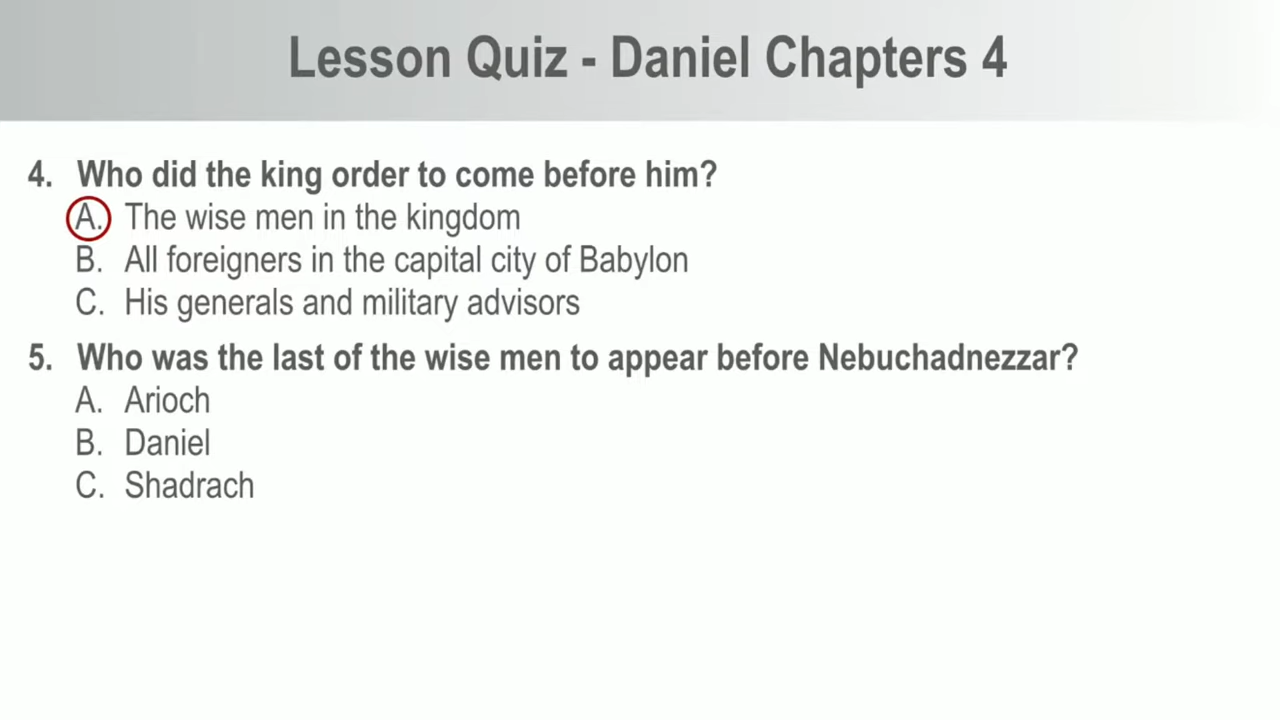 Lesson Quiz - Daniel Chapters 4
4. Who did the king order to come before him?
A. The wise men in the kingdom
B. All foreigners in the capital city of Babylon
C. His generals and military advisors
5. Who was the last of the wise men to appear before Nebuchadnezzar?
A. Arioch
B. Daniel
C. Shadrach